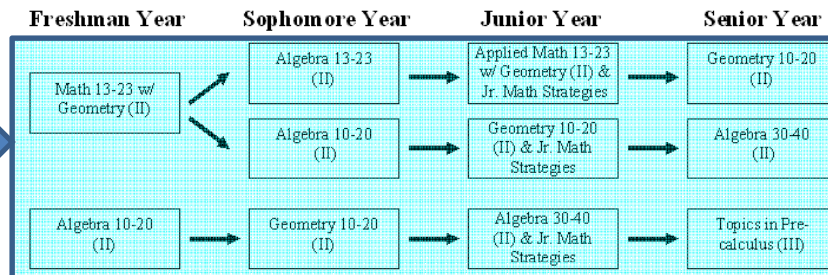 Freshman Year Sophomore Year Junior Year Senior Year
Math 13-23 w/
Geometry (II)
Algebra 13-23
(II)
Applied Math 13-23
w/ Geometry (II) &
Jr. Math Strategies
Geometry 10-20
(II)
Algebra 10-20
(II)
Geometry 10-20
(II) & Jr. Math
Strategies
Algebra 30-40
(II)
Algebra 10-20
(II)
Geometry 10-20
(II)
Algebra 30-40
(II) & Jr. Math
Strategies
Topics in Pre-
calculus (III)